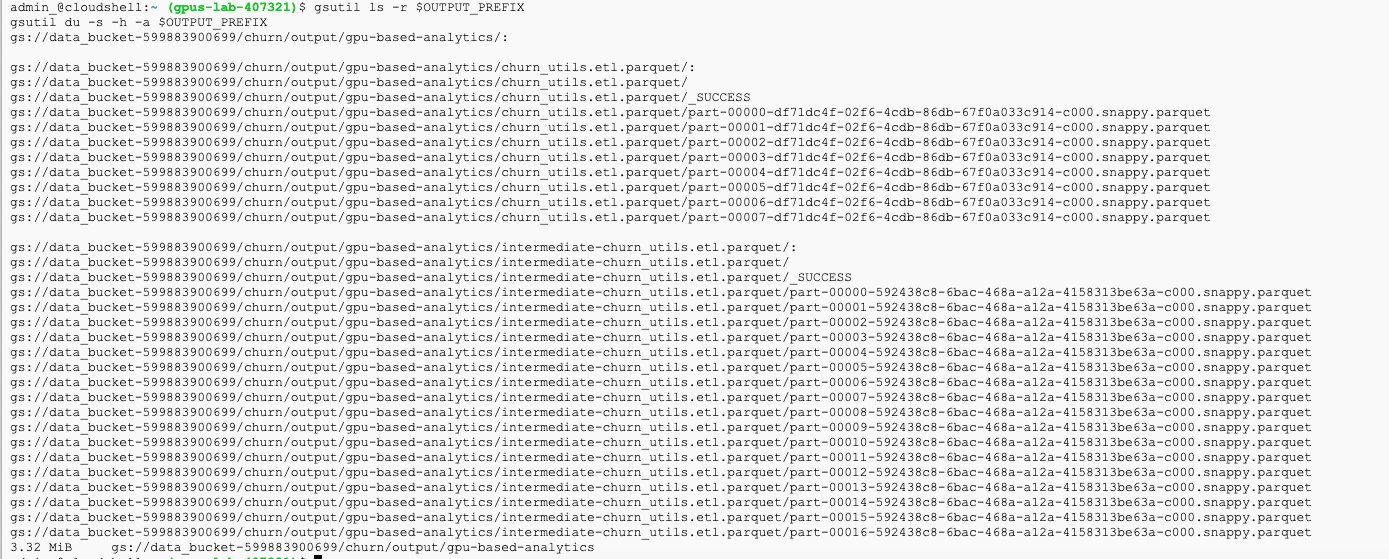 admin_@cloudshell:~ (gpus-lab-407321)$ gsutil ls -r $OUTPUT_PREFIX
gsutil du -s -h -a $OUTPUT_PREFIX
gs://data_bucket-599883900699/churn/output/gpu-based-analytics/:

gs://data_bucket-599883900699/churn/output/gpu-based-analytics/churn_utils.etl.parquet/:
gs://data_bucket-599883900699/churn/output/gpu-based-analytics/churn_utils.etl.parquet/
gs://data_bucket-599883900699/churn/output/gpu-based-analytics/churn_utils.etl.parquet/_SUCCESS
gs://data_bucket-599883900699/churn/output/gpu-based-analytics/churn_utils.etl.parquet/part-00000-df71dc4f-02f6-4cdb-86db-67f0a033c914-c000.snappy.parquet
gs://data_bucket-599883900699/churn/output/gpu-based-analytics/churn_utils.etl.parquet/part-00001-df71dc4f-02f6-4cdb-86db-67f0a033c914-c000.snappy.parquet
gs://data_bucket-599883900699/churn/output/gpu-based-analytics/churn_utils.etl.parquet/part-00002-df71dc4f-02f6-4cdb-86db-67f0a033c914-c000.snappy.parquet
gs://data_bucket-599883900699/churn/output/gpu-based-analytics/churn_utils.etl.parquet/part-00003-df71dc4f-02f6-4cdb-86db-67f0a033c914-c000.snappy.parquet
gs://data_bucket-599883900699/churn/output/gpu-based-analytics/churn_utils.etl.parquet/part-00004-df71dc4f-02f6-4cdb-86db-67f0a033c914-c000.snappy.parquet
gs://data_bucket-599883900699/churn/output/gpu-based-analytics/churn_utils.etl.parquet/part-00005-df71dc4f-02f6-4cdb-86db-67f0a033c914-c000.snappy.parquet
gs://data_bucket-599883900699/churn/output/gpu-based-analytics/churn_utils.etl.parquet/part-00006-df71dc4f-02f6-4cdb-86db-67f0a033c914-c000.snappy.parquet
gs://data_bucket-599883900699/churn/output/gpu-based-analytics/churn_utils.etl.parquet/part-00007-df71dc4f-02f6-4cdb-86db-67f0a033c914-c000.snappy.parquet

gs://data_bucket-599883900699/churn/output/gpu-based-analytics/intermediate-churn_utils.etl.parquet/:
gs://data_bucket-599883900699/churn/output/gpu-based-analytics/intermediate-churn_utils.etl.parquet/
gs://data_bucket-599883900699/churn/output/gpu-based-analytics/intermediate-churn_utils.etl.parquet/_SUCCESS
gs://data_bucket-599883900699/churn/output/gpu-based-analytics/intermediate-churn_utils.etl.parquet/part-00000-592438c8-6bac-468a-a12a-4158313be63a-c000.snappy.parquet
gs://data_bucket-599883900699/churn/output/gpu-based-analytics/intermediate-churn_utils.etl.parquet/part-00001-592438c8-6bac-468a-a12a-4158313be63a-c000.snappy.parquet
gs://data_bucket-599883900699/churn/output/gpu-based-analytics/intermediate-churn_utils.etl.parquet/part-00002-592438c8-6bac-468a-a12a-4158313be63a-c000.snappy.parquet
gs://data_bucket-599883900699/churn/output/gpu-based-analytics/intermediate-churn_utils.etl.parquet/part-00003-592438c8-6bac-468a-a12a-4158313be63a-c000.snappy.parquet
gs://data_bucket-599883900699/churn/output/gpu-based-analytics/intermediate-churn_utils.etl.parquet/part-00004-592438c8-6bac-468a-a12a-4158313be63a-c000.snappy.parquet
gs://data_bucket-599883900699/churn/output/gpu-based-analytics/intermediate-churn_utils.etl.parquet/part-00005-592438c8-6bac-468a-a12a-4158313be63a-c000.snappy.parquet
gs://data_bucket-599883900699/churn/output/gpu-based-analytics/intermediate-churn_utils.etl.parquet/part-00006-592438c8-6bac-468a-a12a-4158313be63a-c000.snappy.parquet
gs://data_bucket-599883900699/churn/output/gpu-based-analytics/intermediate-churn_utils.etl.parquet/part-00007-592438c8-6bac-468a-a12a-4158313be63a-c000.snappy.parquet
gs://data_bucket-599883900699/churn/output/gpu-based-analytics/intermediate-churn_utils.etl.parquet/part-00008-592438c8-6bac-468a-a12a-4158313be63a-c000.snappy.parquet
gs://data_bucket-599883900699/churn/output/gpu-based-analytics/intermediate-churn_utils.etl.parquet/part-00009-592438c8-6bac-468a-a12a-4158313be63a-c000.snappy.parquet
gs://data_bucket-599883900699/churn/output/gpu-based-analytics/intermediate-churn_utils.etl.parquet/part-00010-592438c8-6bac-468a-a12a-4158313be63a-c000.snappy.parquet
gs://data_bucket-599883900699/churn/output/gpu-based-analytics/intermediate-churn_utils.etl.parquet/part-00011-592438c8-6bac-468a-a12a-4158313be63a-c000.snappy.parquet
gs://data_bucket-599883900699/churn/output/gpu-based-analytics/intermediate-churn_utils.etl.parquet/part-00012-592438c8-6bac-468a-a12a-4158313be63a-c000.snappy.parquet
gs://data_bucket-599883900699/churn/output/gpu-based-analytics/intermediate-churn_utils.etl.parquet/part-00013-592438c8-6bac-468a-a12a-4158313be63a-c000.snappy.parquet
gs://data_bucket-599883900699/churn/output/gpu-based-analytics/intermediate-churn_utils.etl.parquet/part-00014-592438c8-6bac-468a-a12a-4158313be63a-c000.snappy.parquet
gs://data_bucket-599883900699/churn/output/gpu-based-analytics/intermediate-churn_utils.etl.parquet/part-00015-592438c8-6bac-468a-a12a-4158313be63a-c000.snappy.parquet
gs://data_bucket-599883900699/churn/output/gpu-based-analytics/intermediate-churn_utils.etl.parquet/part-00016-592438c8-6bac-468a-a12a-4158313be63a-c000.snappy.parquet
3.32 MiB     gs://data_bucket-599883900699/churn/output/gpu-based-analytics